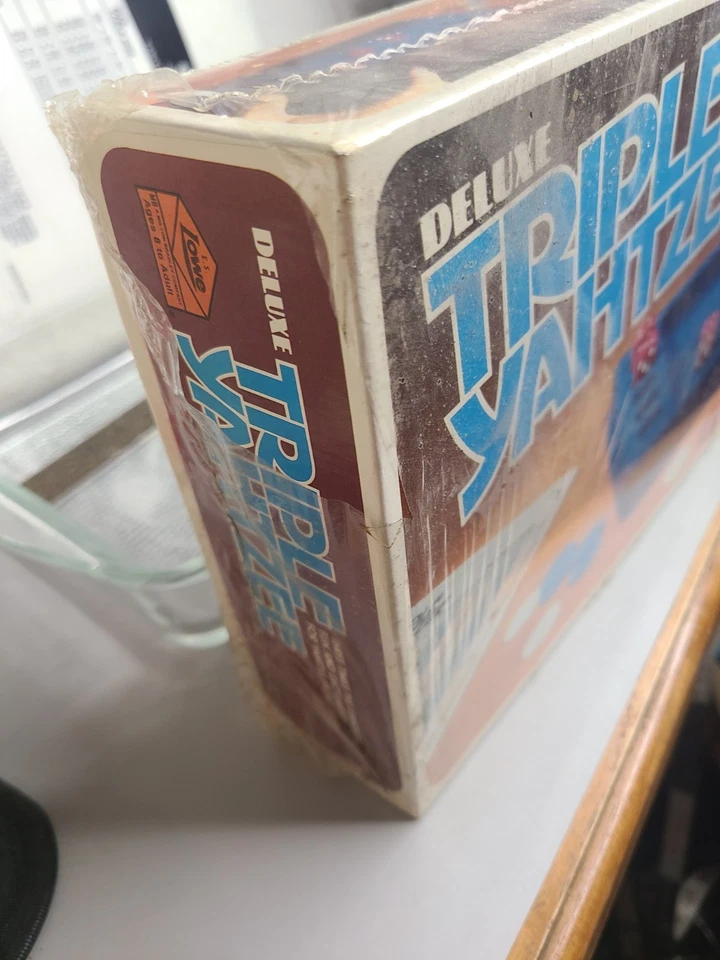 DELUXE
TRIPLE
YAHTZEE
E.S.
Lowe
Ages 8 to Adult
DELUXE
TRIPLE
YAHTZEE